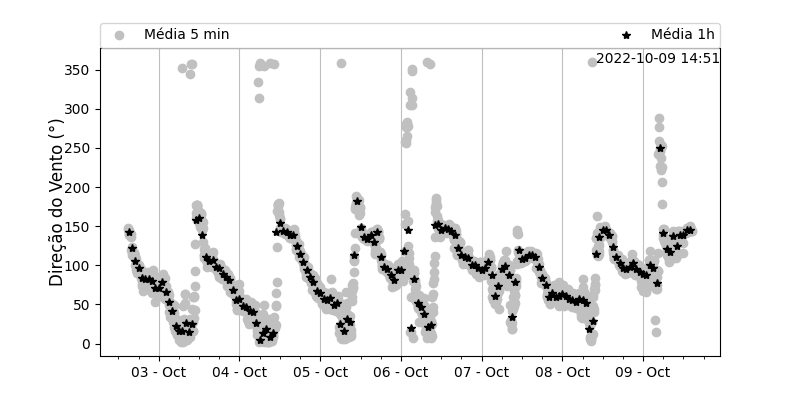 Média 5 min
Média 1h
2022-10-09 14:51
Direção do Vento (°)
350
300
250
200
150
100
50
0
03 - Oct
04 - Oct
05 - Oct
06 - Oct
07 - Oct
08 - Oct
09 - Oct